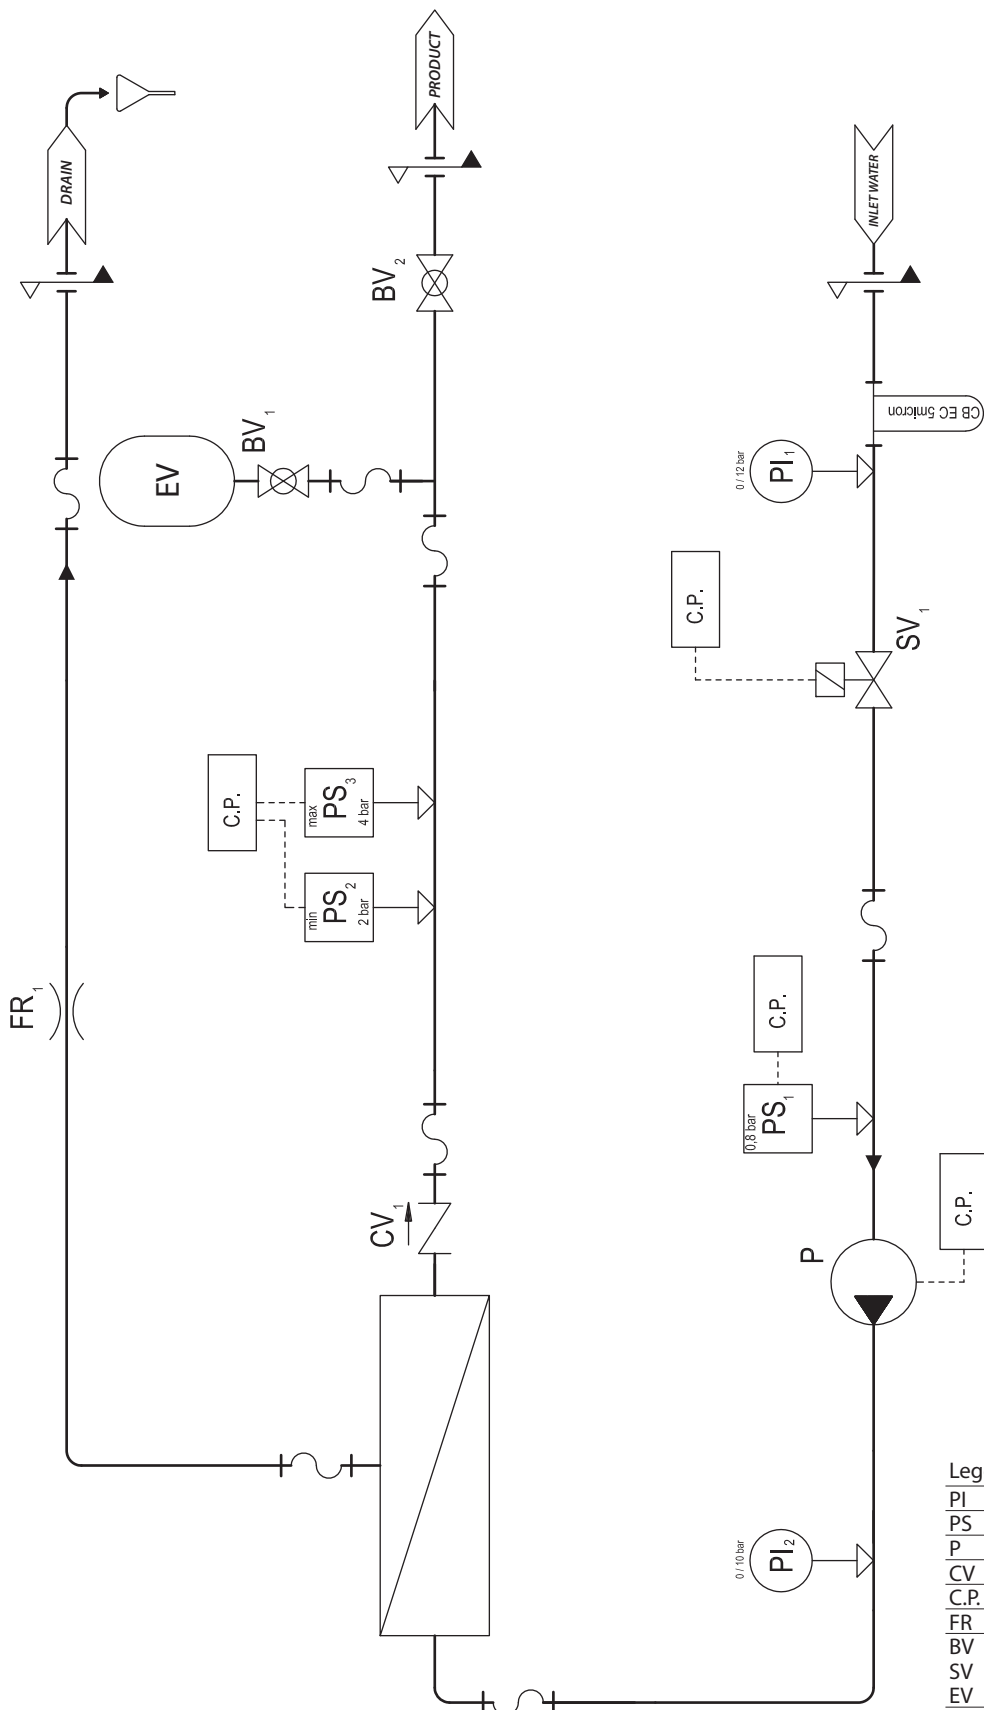 DRAIN
PRODUCT
INLET WATER
BV2
BV1
EV
CB EC 5micron
0 / 12 bar
PI1
C.P.
SV1
C.P.
max
PS3
4 bar
min
PS2
2 bar
FR1
C.P.
0,8 bar
PS1
CV1
P
C.P.
0 / 10 bar
PI2
Leg
PI
PS
P
CV
C.P.
FR
BV
SV
EV